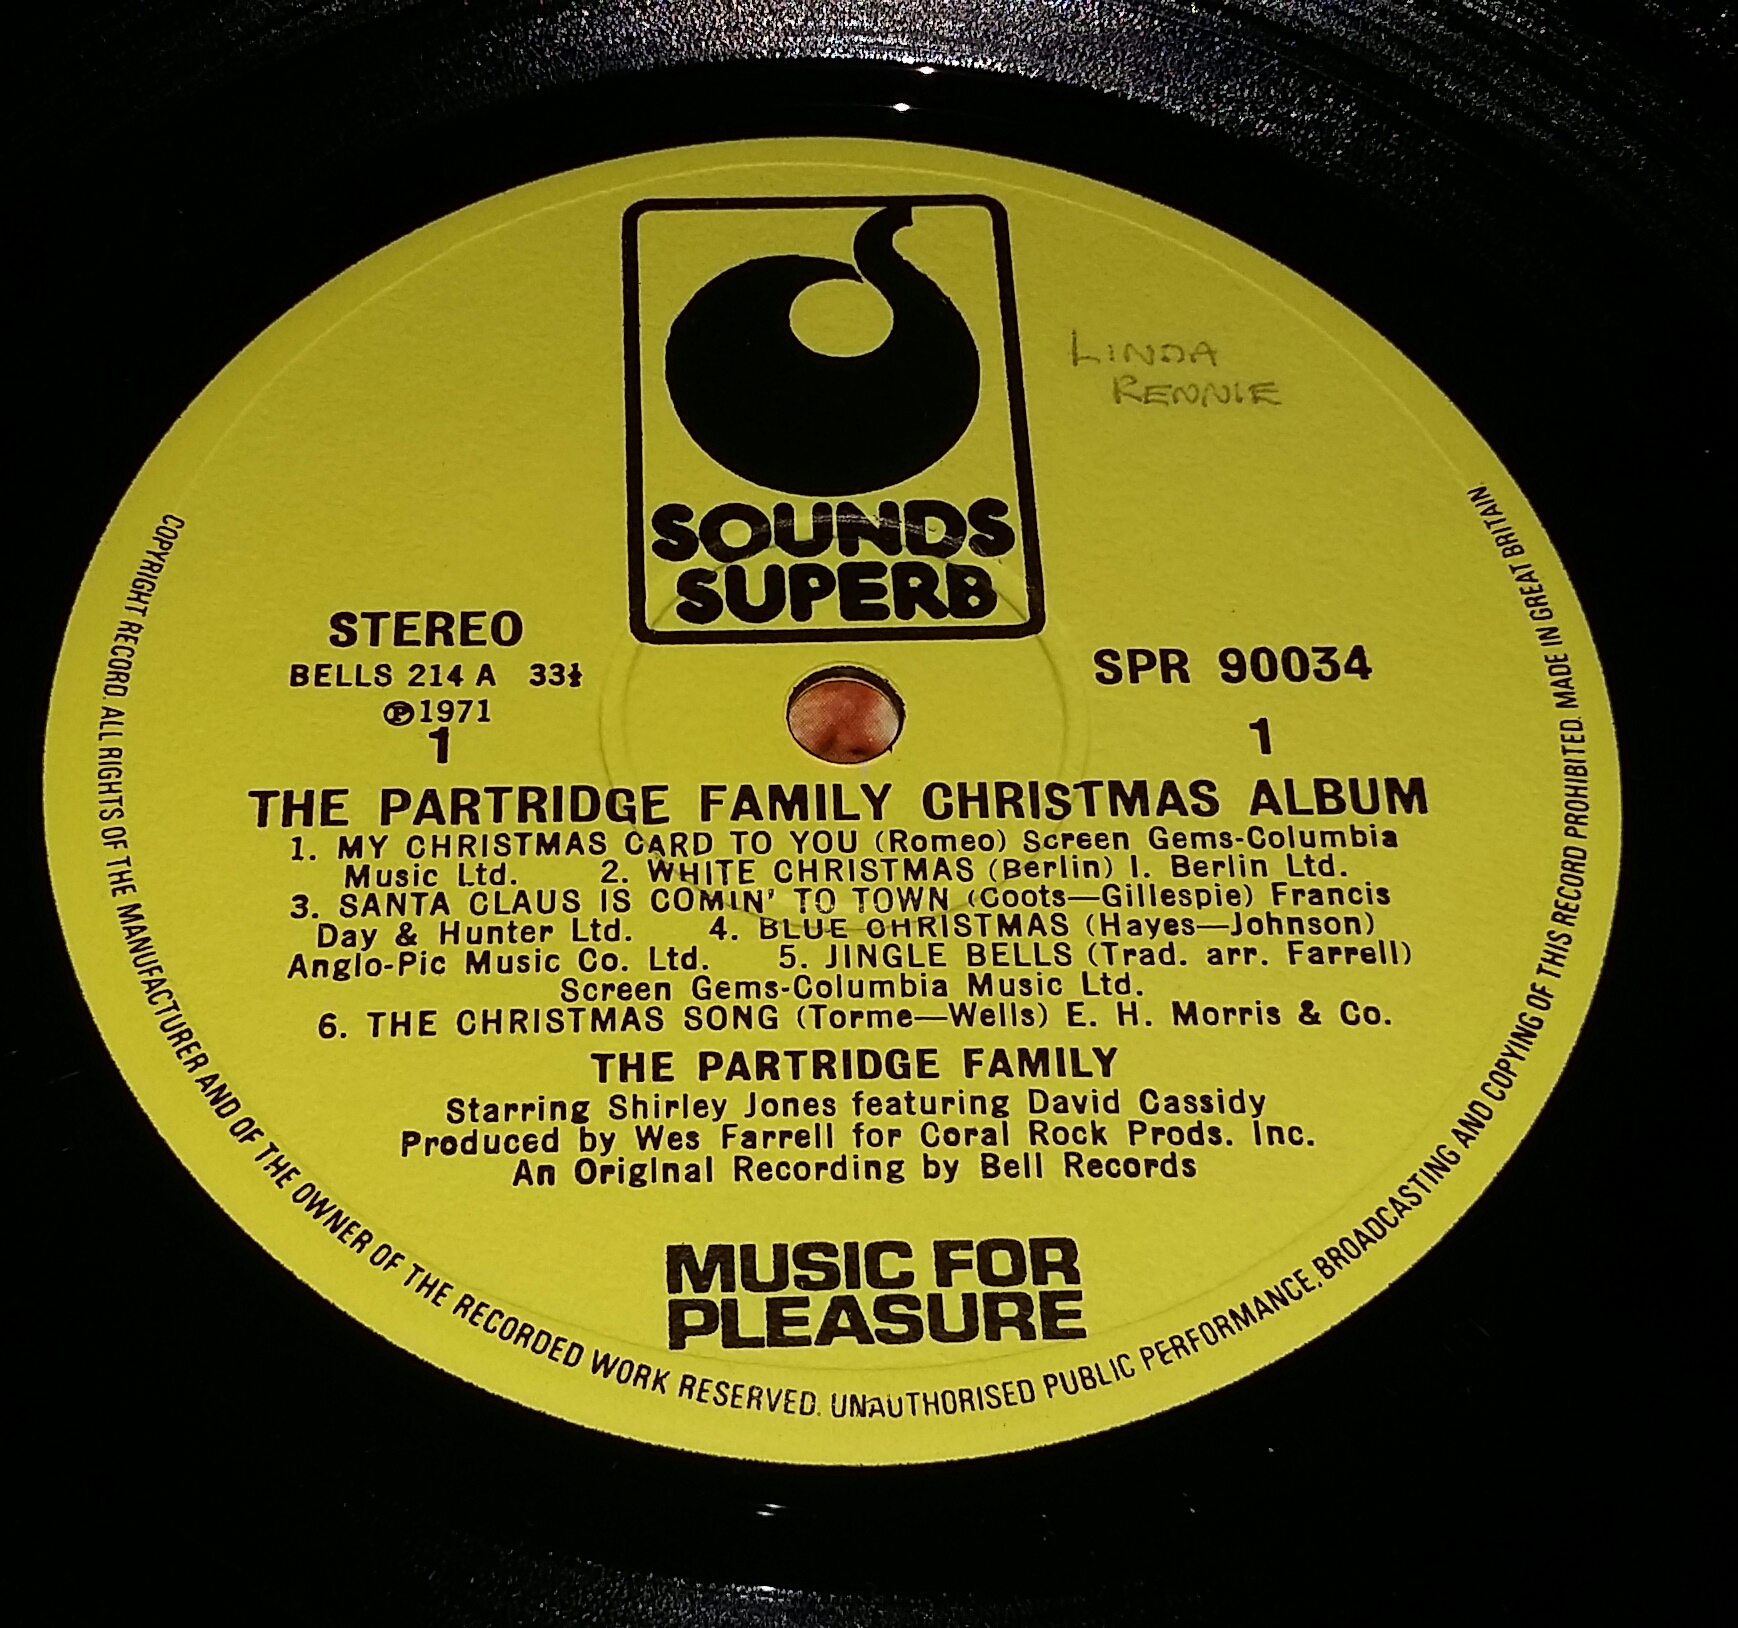 LINDA
RENNIE
SOUNDS
SUPERB
STEREO
BELLS 214 A 33⅓
Ⓟ1971
1
SPR 90034
1
THE PARTRIDGE FAMILY CHRISTMAS ALBUM
1. MY CHRISTMAS CARD TO YOU (Romeo) Screen Gems-Columbia
Music Ltd. 2. WHITE CHRISTMAS (Berlin) I. Berlin Ltd.
3. SANTA CLAUS IS COMIN' TO TOWN (Coots—Gillespie) Francis
Day & Hunter Ltd. 4. BLUE CHRISTMAS (Hayes—Johnson)
Anglo-Pic Music Co. Ltd. 5. JINGLE BELLS (Trad. arr. Farrell)
Screen Gems-Columbia Music Ltd.
6. THE CHRISTMAS SONG (Torme—Wells) E. H. Morris & Co.
THE PARTRIDGE FAMILY
Starring Shirley Jones featuring David Cassidy
Produced by Wes Farrell for Coral Rock Prods. Inc.
An Original Recording by Bell Records
MUSIC FOR
PLEASURE
COPYRIGHT RECORD. ALL RIGHTS OF THE MANUFACTURER AND OF THE OWNER OF THE RECORDED WORK RESERVED. UNAUTHORISED PUBLIC PERFORMANCE, BROADCASTING AND COPYING OF THIS RECORD PROHIBITED. MADE IN GREAT BRITAIN.